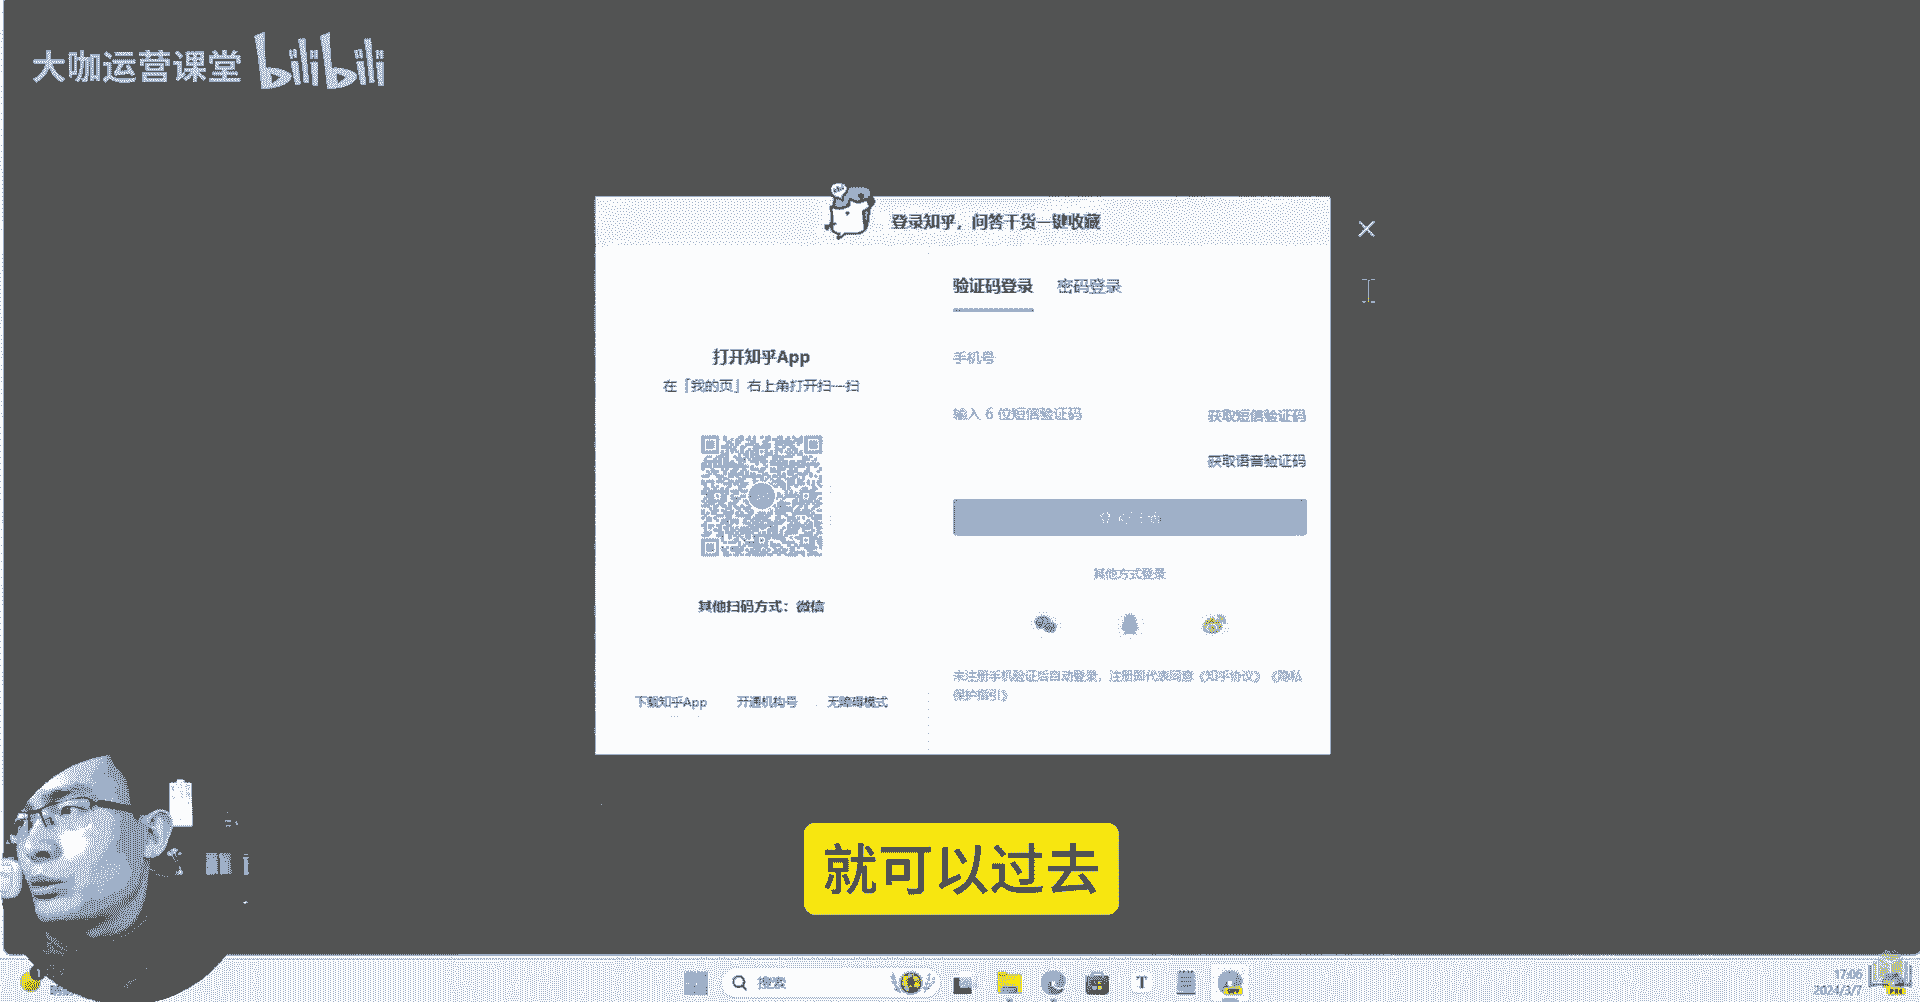 大咖运营课堂 bilibili
登录知乎，问答干货一键收藏
验证码登录 密码登录
打开知乎App
在「我的页」右上角打开扫一扫
手机号
输入 6 位短信验证码 获取短信验证码
获取语音验证码
其他方式登录
其他扫码方式：微信
未注册手机验证后自动登录，注册即代表同意《知乎协议》《隐私
保护指引》
下载知乎App 开通机构号 无障碍模式
就可以过去
搜索
T
17:06
2024/3/7